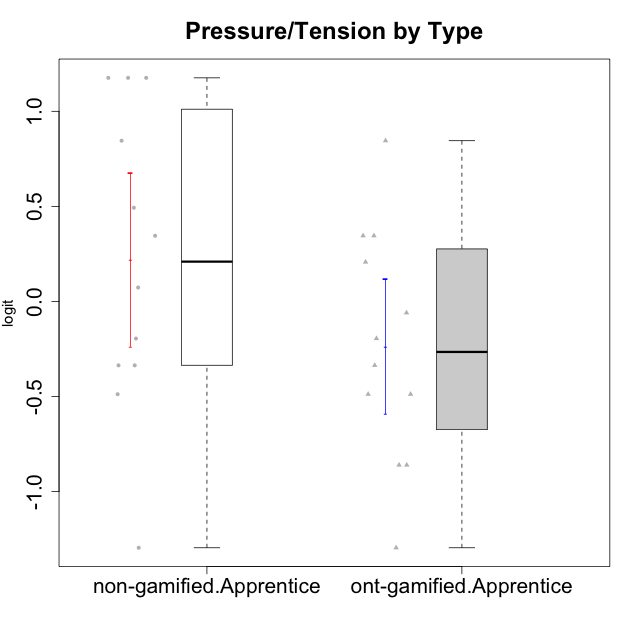 Pressure/Tension by Type
logit
1.0
0.5
0.0
-0.5
-1.0
non-gamified.Apprentice
ont-gamified.Apprentice